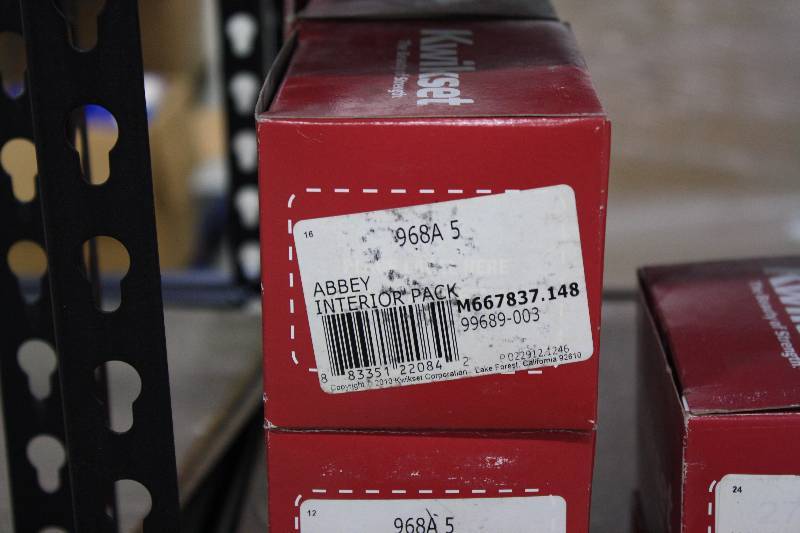 Kwikset
16
968A 5
ABBEY
INTERIOR PACK
M667837.148
99689-003
8 83351 22084 2
P 022912.1246
Copyright © 2010 Kwikset Corporation Lake Forest, California 92610
12
968A 5
24